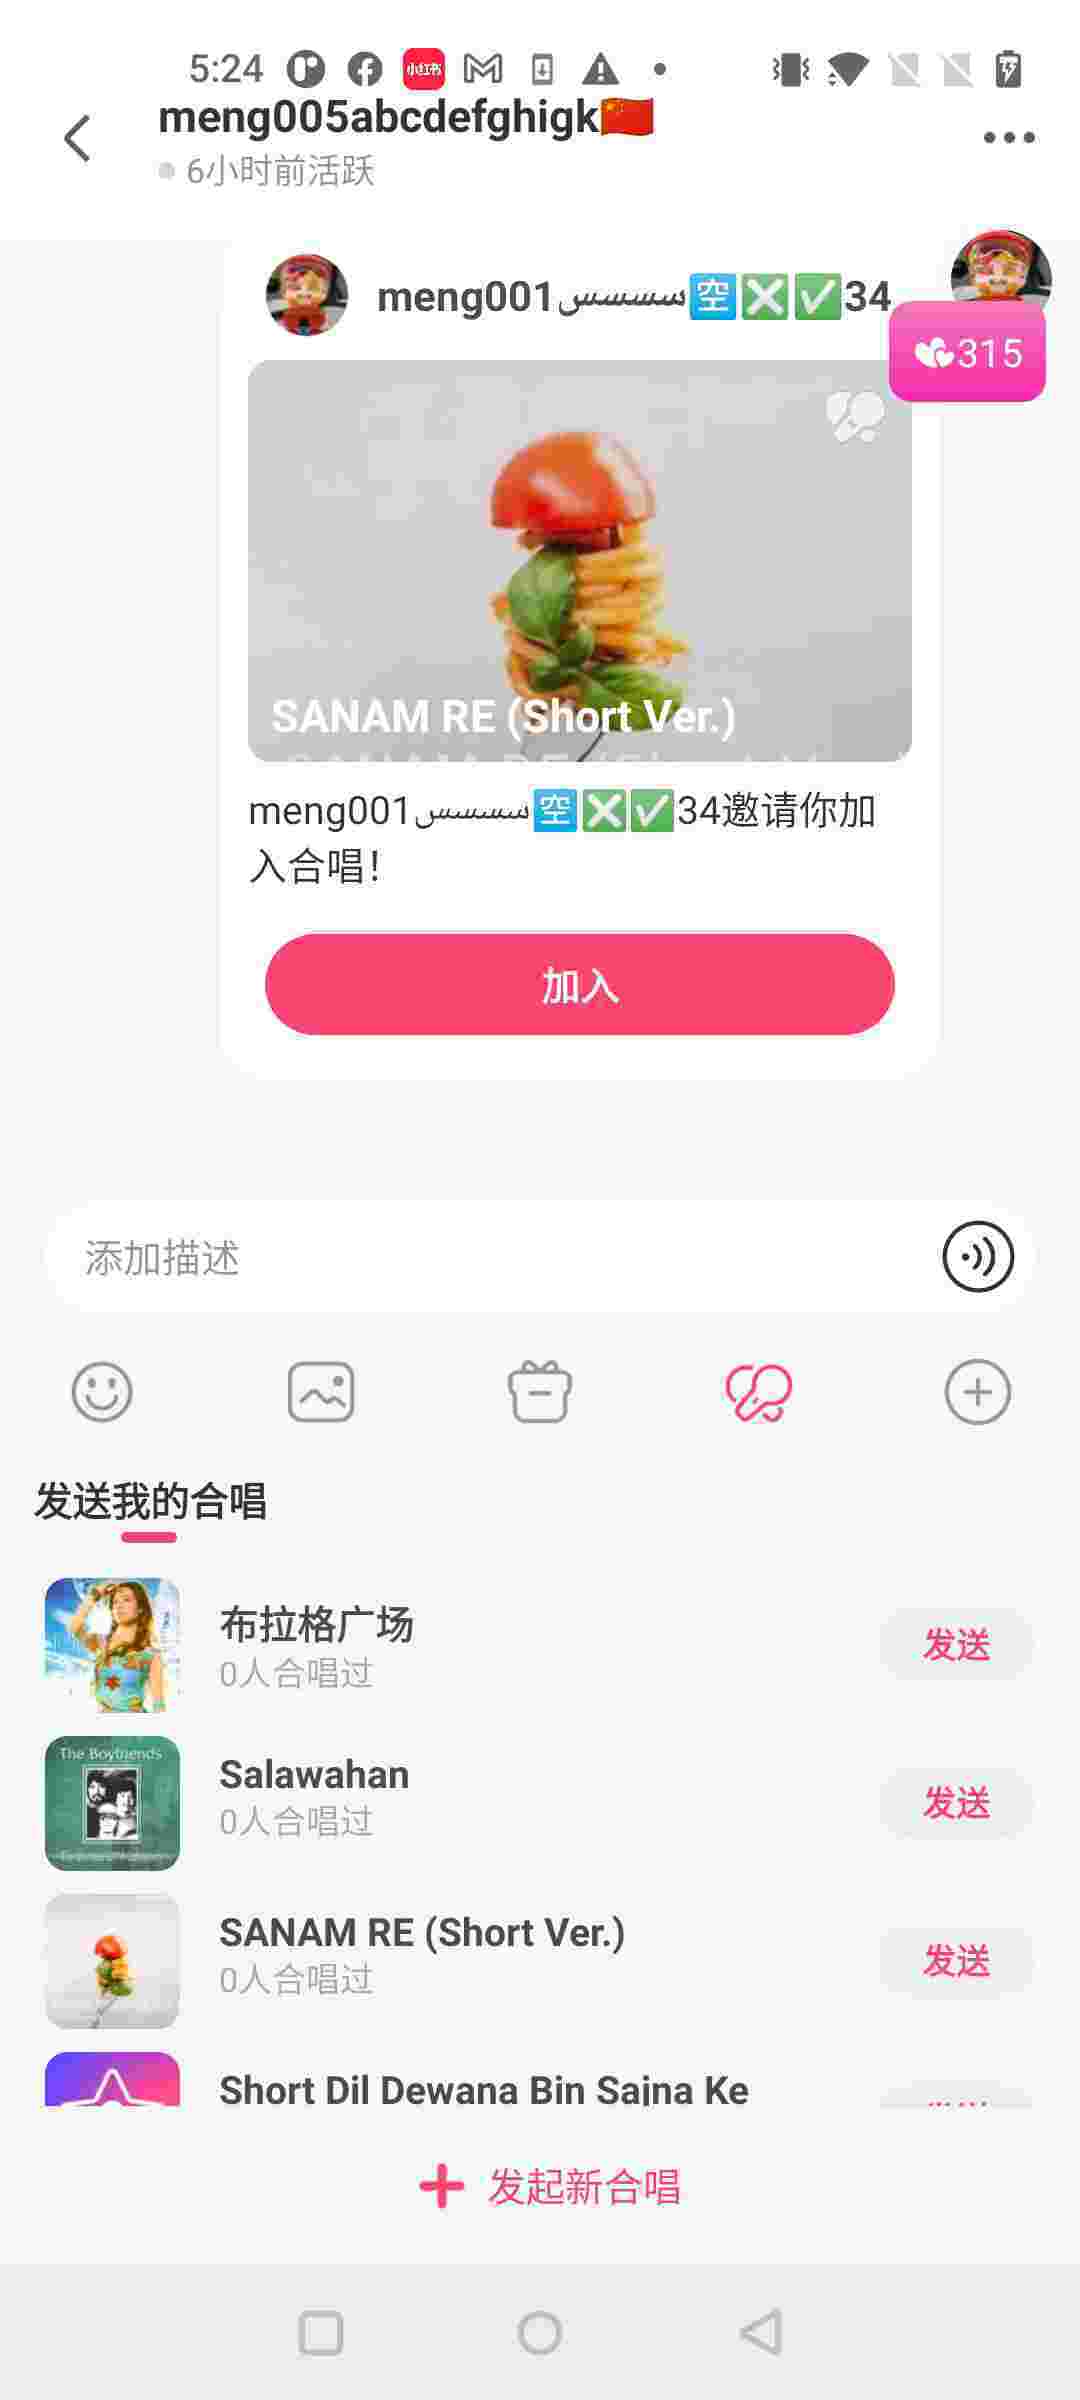 5:24
小红书
meng005abcdefghigk🇨🇳
6小时前活跃
meng001سسسسس🈳❎✅34
315
SANAM RE (Short Ver.)
meng001سسسسس🈳❎✅34邀请你加
入合唱！
加入
添加描述
发送我的合唱
布拉格广场
0人合唱过
发送
The Boyfriends
Salawahan
0人合唱过
发送
SANAM RE (Short Ver.)
0人合唱过
发送
Short Dil Dewana Bin Sajna Ke
发起新合唱